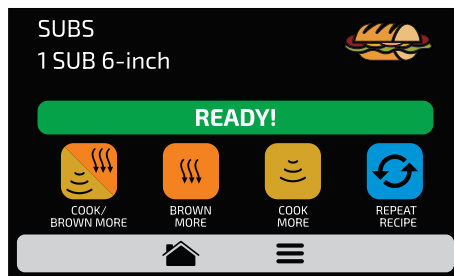 SUBS
1 SUB 6-inch
READY!
COOK/
BROWN MORE
BROWN
MORE
COOK
MORE
REPEAT
RECIPE